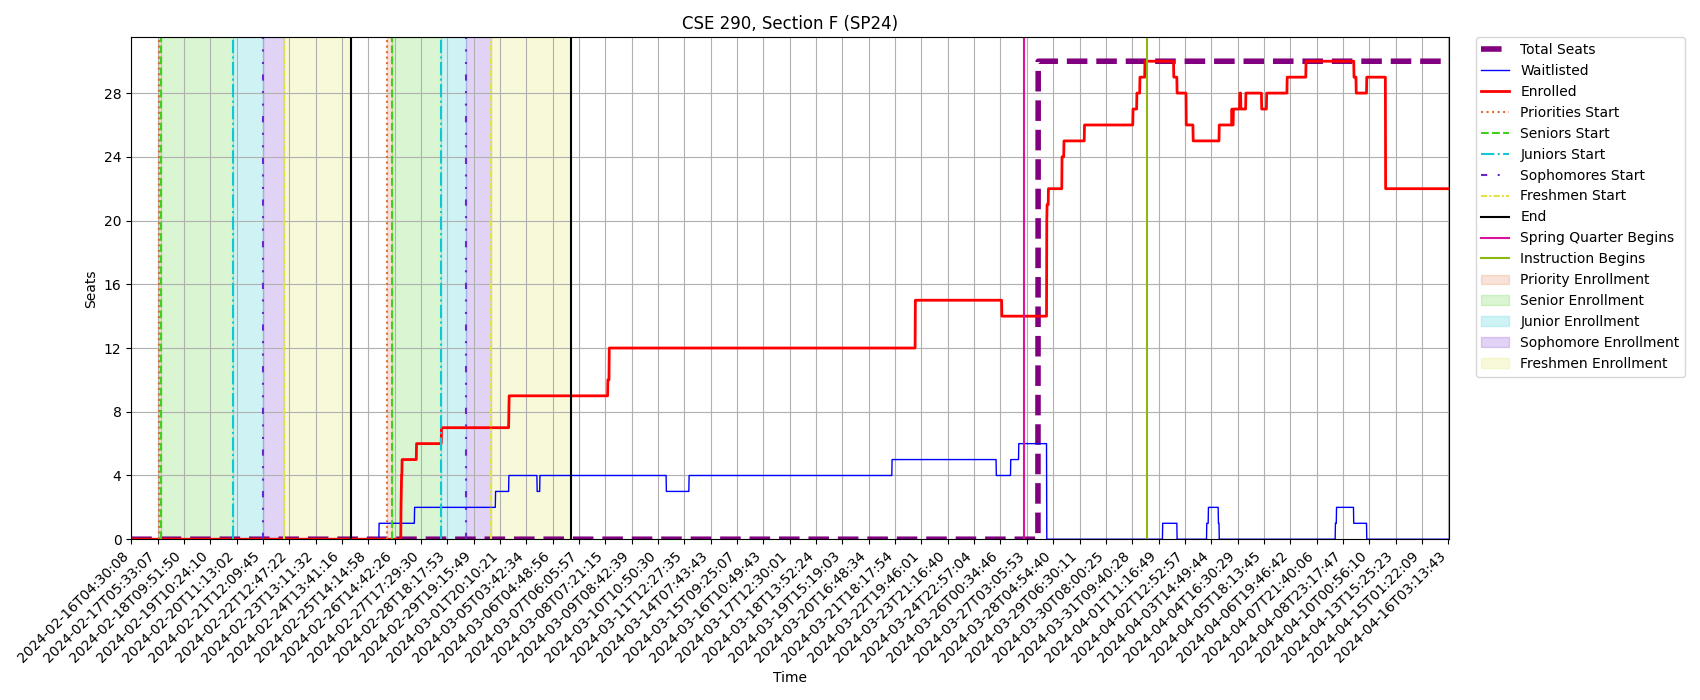 CSE 290, Section F (SP24)
Seats
28
24
20
16
12
8
4
0
2024-02-16T04:30:08
2024-02-17T05:33:07
2024-02-18T09:51:50
2024-02-19T10:24:10
2024-02-20T11:13:02
2024-02-21T12:09:45
2024-02-22T12:47:22
2024-02-23T13:11:32
2024-02-24T13:41:16
2024-02-25T14:14:58
2024-02-26T14:42:26
2024-02-27T17:29:30
2024-02-28T18:17:53
2024-02-29T19:15:49
2024-03-01T20:10:21
2024-03-05T03:42:34
2024-03-06T04:48:56
2024-03-07T06:05:57
2024-03-08T07:21:15
2024-03-09T08:42:39
2024-03-10T10:50:30
2024-03-11T12:27:35
2024-03-14T07:43:43
2024-03-15T09:25:07
2024-03-16T10:49:43
2024-03-17T12:30:01
2024-03-18T13:52:24
2024-03-19T15:19:03
2024-03-20T16:48:34
2024-03-21T18:17:54
2024-03-22T19:46:01
2024-03-23T21:16:40
2024-03-24T22:57:04
2024-03-26T00:34:46
2024-03-27T03:05:53
2024-03-28T04:54:40
2024-03-29T06:30:11
2024-03-30T08:00:25
2024-03-31T09:40:28
2024-04-01T11:16:49
2024-04-02T12:52:57
2024-04-03T14:49:44
2024-04-04T16:30:29
2024-04-05T18:13:45
2024-04-06T19:46:42
2024-04-07T21:40:06
2024-04-08T23:17:47
2024-04-10T00:56:10
2024-04-13T15:25:23
2024-04-15T01:22:09
2024-04-16T03:13:43
Time
Total Seats
Waitlisted
Enrolled
Priorities Start
Seniors Start
Juniors Start
Sophomores Start
Freshmen Start
End
Spring Quarter Begins
Instruction Begins
Priority Enrollment
Senior Enrollment
Junior Enrollment
Sophomore Enrollment
Freshmen Enrollment